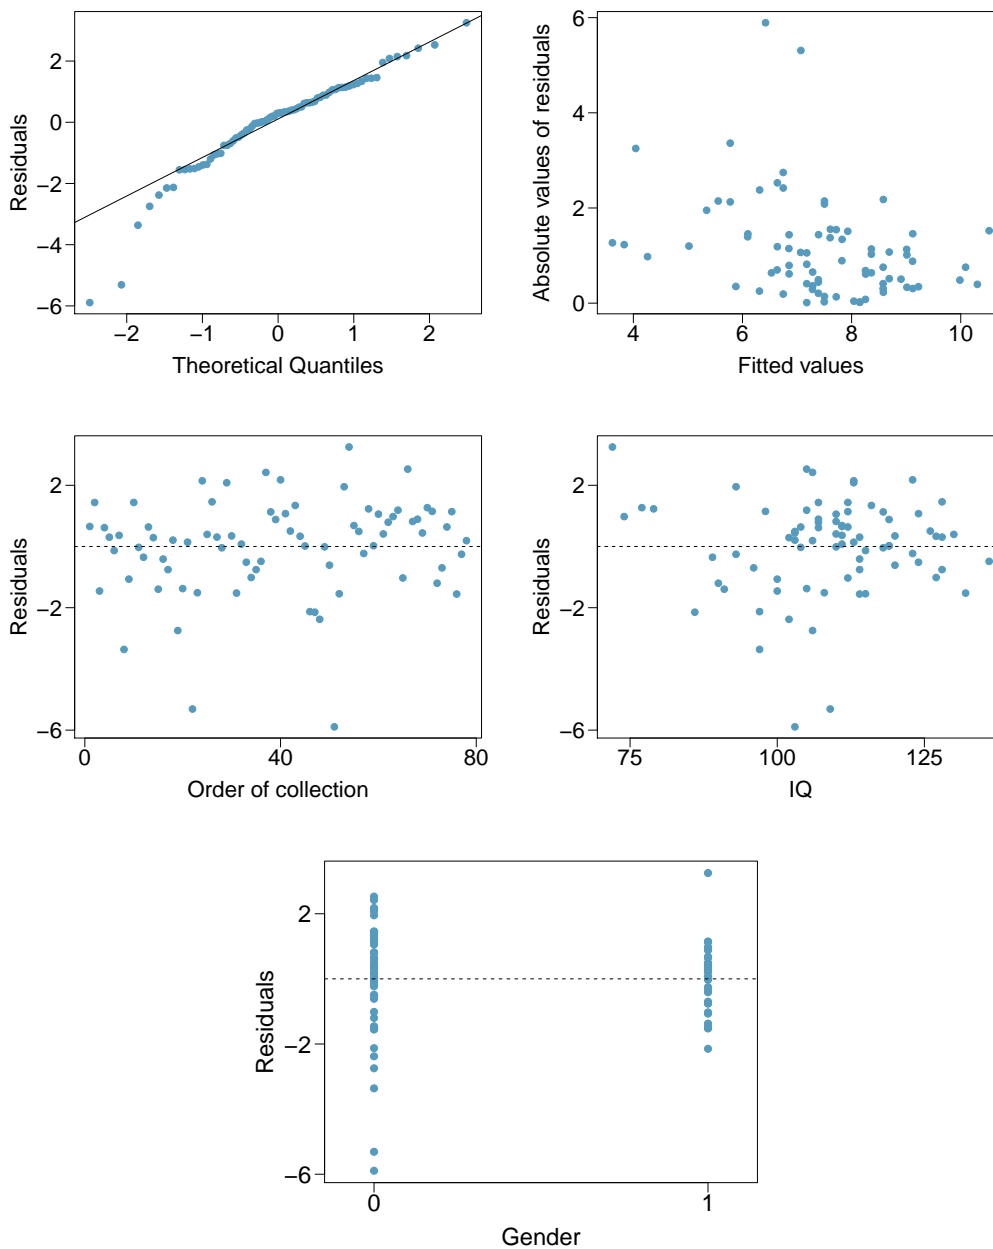 Residuals
2
0
−2
−4
−6
−2 −1 0 1 2
Theoretical Quantiles
Absolute values of residuals
6
4
2
0
4 6 8 10
Fitted values
Residuals
2
−2
−6
0 40 80
Order of collection
Residuals
2
−2
−6
75 100 125
IQ
Residuals
2
−2
−6
0 1
Gender